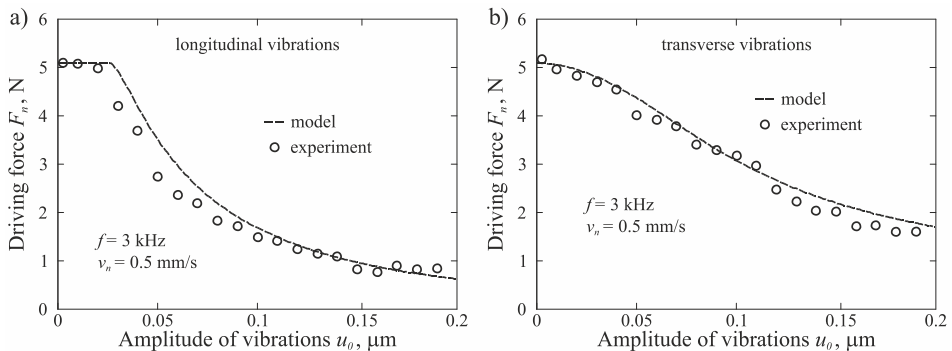 a)
longitudinal vibrations
6
5
4
3
2
1
0
Driving force Fₙ, N
model
experiment
f = 3 kHz
vₙ = 0.5 mm/s
0 0.05 0.1 0.15 0.2
Amplitude of vibrations u₀, μm
b)
transverse vibrations
6
5
4
3
2
1
0
Driving force Fₙ, N
model
experiment
f = 3 kHz
vₙ = 0.5 mm/s
0 0.05 0.1 0.15 0.2
Amplitude of vibrations u₀, μm